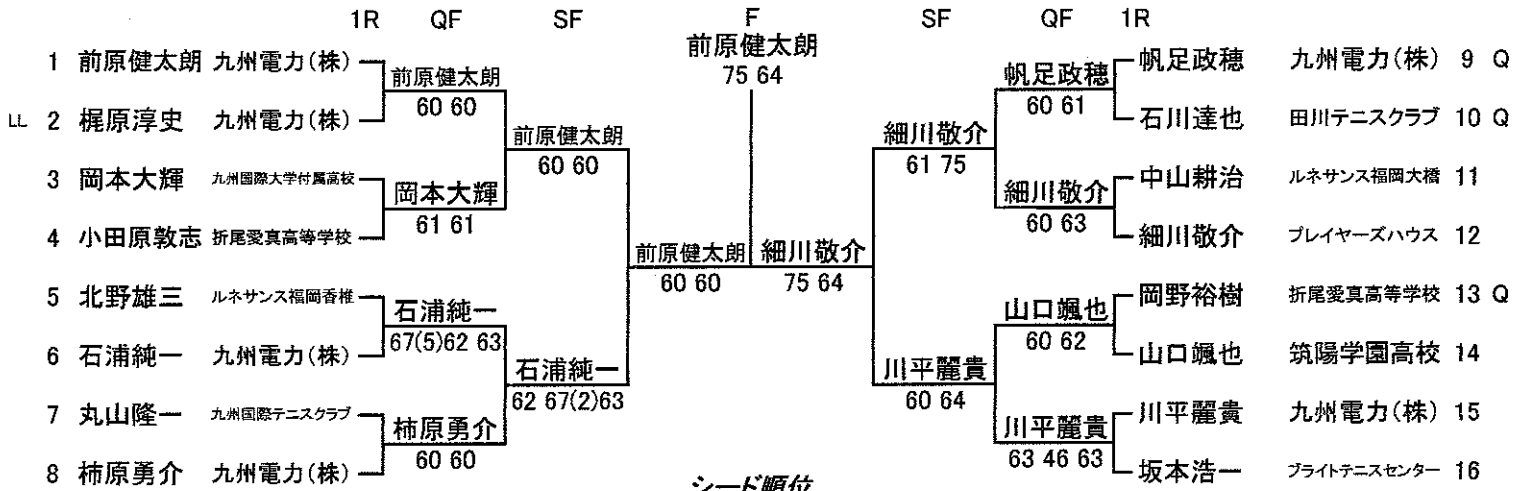 1R QF SF F SF QF 1R
前原健太朗
75 64
1 前原健太朗 九州電力(株)
前原健太朗
60 60
LL 2 梶原淳史 九州電力(株)
前原健太朗
60 60
3 岡本大輝 九州国際大学付属高校
岡本大輝
61 61
4 小田原敦志 折尾愛真高等学校
前原健太朗
60 60
5 北野雄三 ルネサンス福岡香椎
石浦純一
67(5)62 63
6 石浦純一 九州電力(株)
石浦純一
62 67(2)63
7 丸山隆一 九州国際テニスクラブ
柿原勇介
60 60
8 柿原勇介 九州電力(株)
帆足政穂 九州電力(株) 9 Q
帆足政穂
60 61
石川達也 田川テニスクラブ 10 Q
細川敬介
61 75
中山耕治 ルネサンス福岡大橋 11
細川敬介
60 63
細川敬介 プレイヤーズハウス 12
細川敬介
75 64
岡野裕樹 折尾愛真高等学校 13 Q
山口颯也
60 62
山口颯也 筑陽学園高校 14
川平麗貴
60 64
川平麗貴 九州電力(株) 15
川平麗貴
63 46 63
坂本浩一 ブライトテニスセンター 16
シード順位